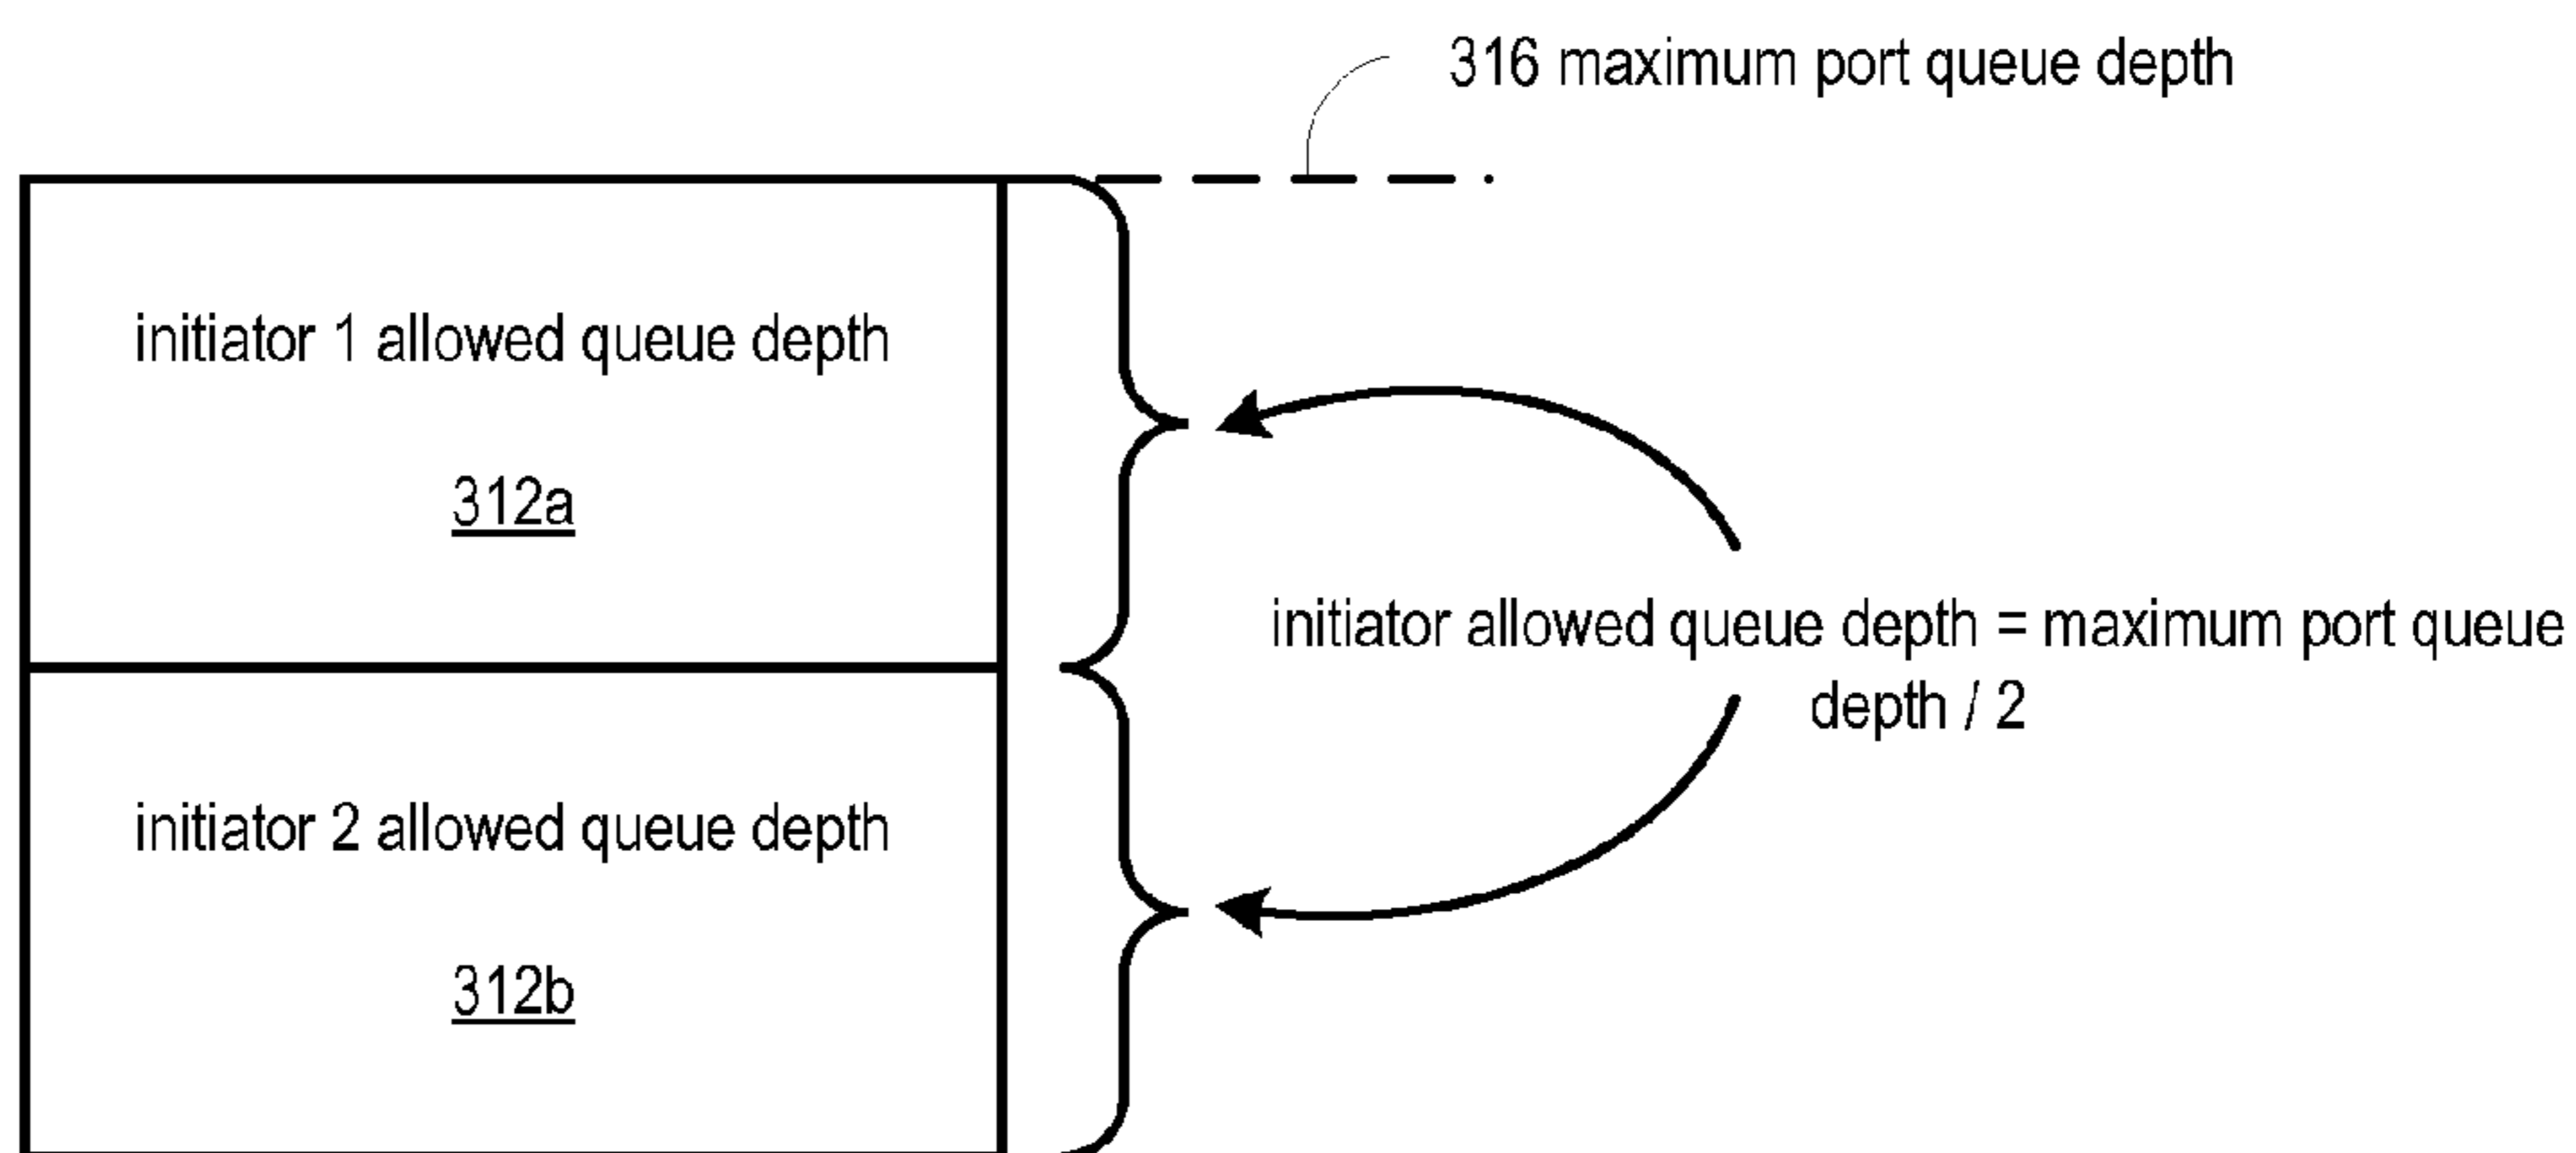 316 maximum port queue depth
initiator 1 allowed queue depth
312a
initiator allowed queue depth = maximum port queue
depth / 2
initiator 2 allowed queue depth
312b